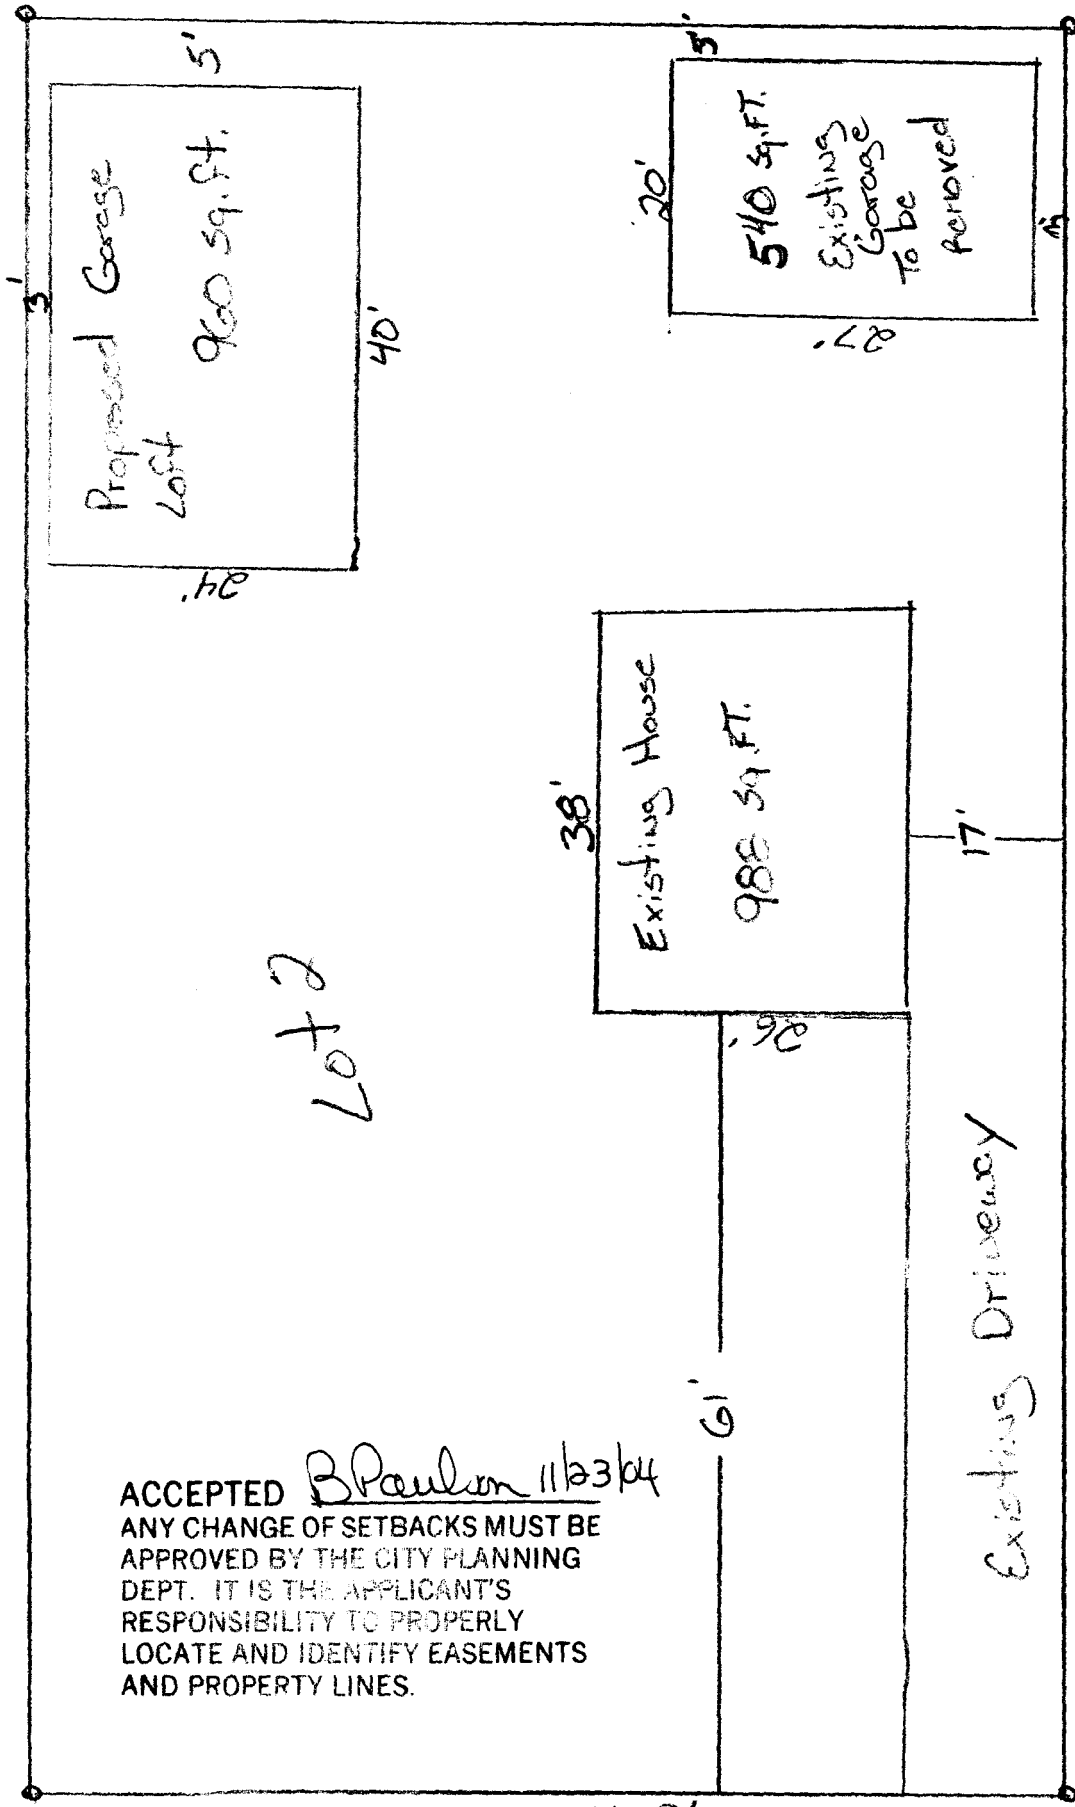 3'
Proposed Garage
Loft
960 sq.ft.
5'
24'
40'
20'
540 sq.FT.
Existing
Garage
To be
Removed
27'
5'
Lot 2
38'
Existing House
988 sq.FT.
26'
17'
61'
Existing Driveway
ACCEPTED B Paulson 11/23/04
ANY CHANGE OF SETBACKS MUST BE
APPROVED BY THE CITY PLANNING
DEPT. IT IS THE APPLICANT'S
RESPONSIBILITY TO PROPERLY
LOCATE AND IDENTIFY EASEMENTS
AND PROPERTY LINES.